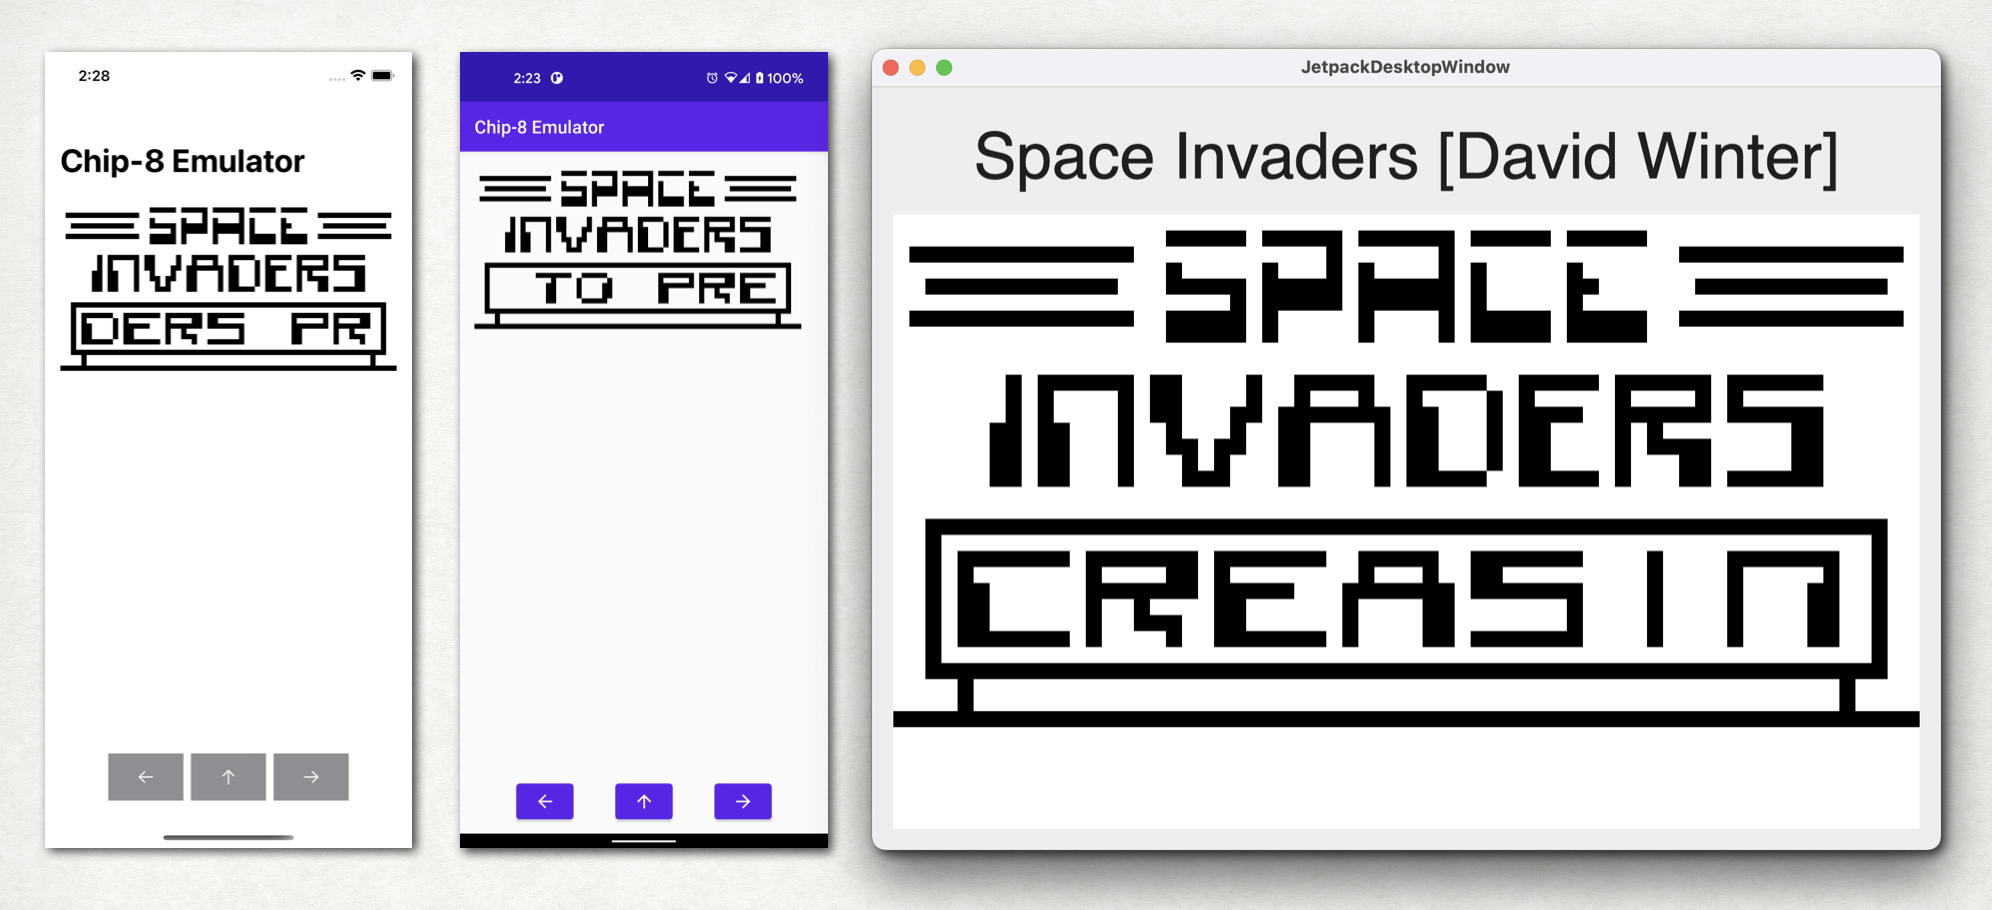 2:28
Chip-8 Emulator
SPACE
INVADERS
DERS PR
2:23 100%
Chip-8 Emulator
SPACE
INVADERS
TO PRE
JetpackDesktopWindow
Space Invaders [David Winter]
SPACE
INVADERS
CREASIN